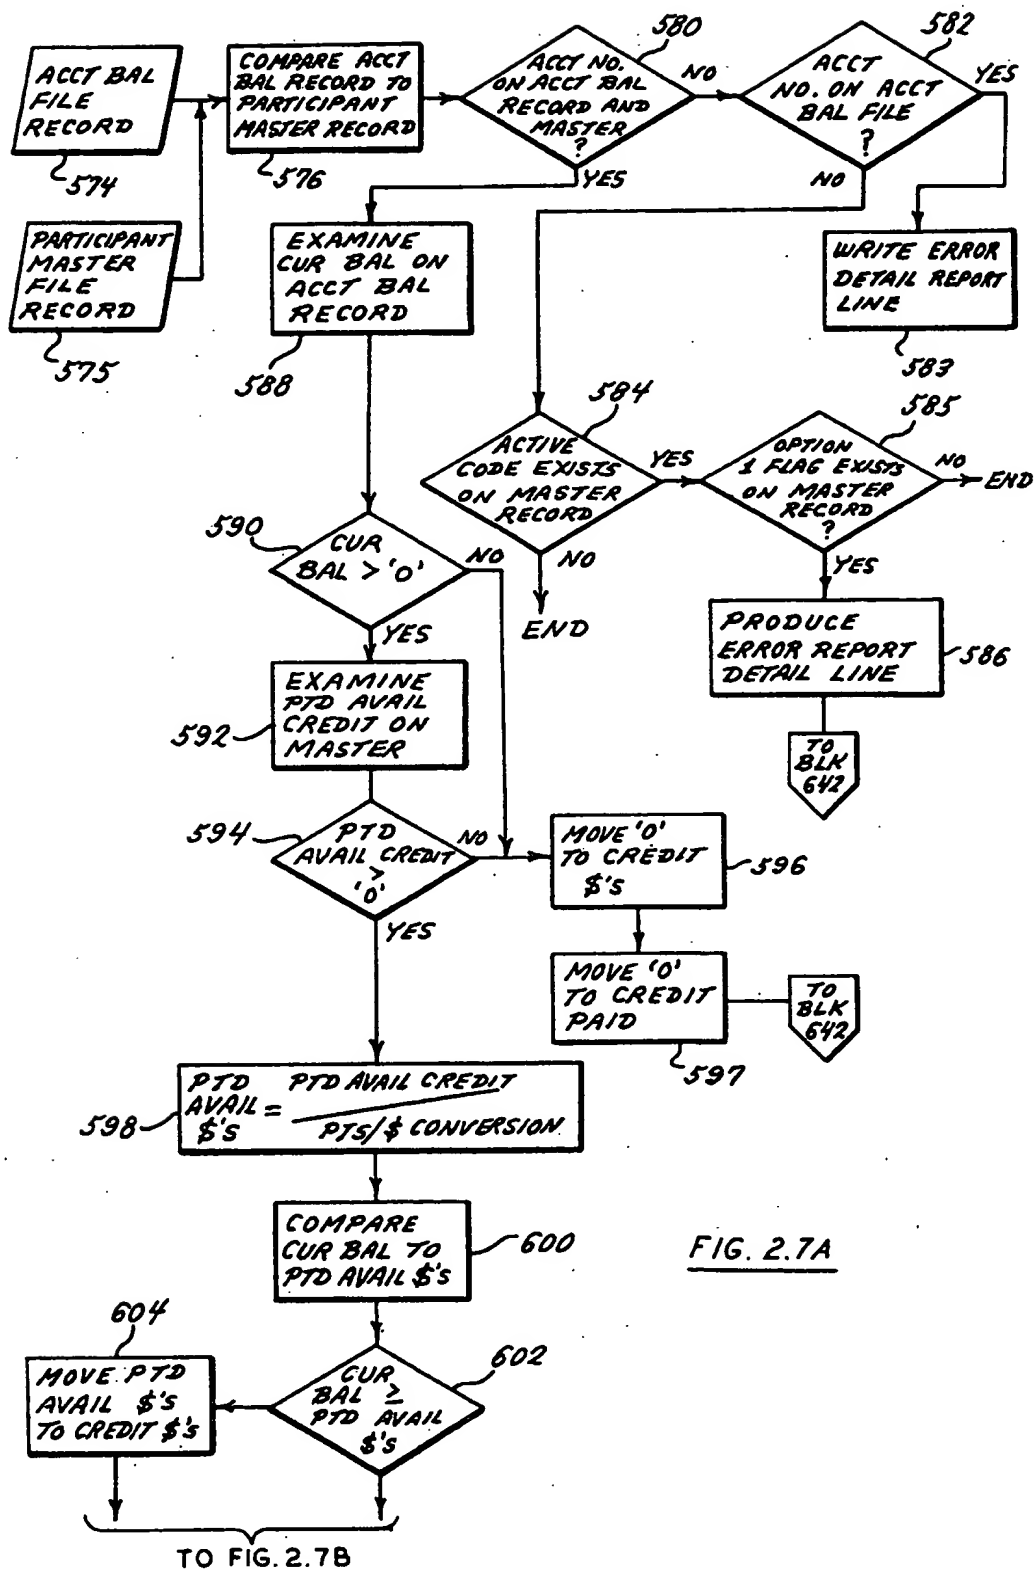 ACCT BAL
FILE
RECORD
574
COMPARE ACCT
BAL RECORD TO
PARTICIPANT
MASTER RECORD
576
ACCT NO.
ON ACCT BAL
RECORD AND
MASTER
?
580
NO
YES
ACCT
NO. ON ACCT
BAL FILE
?
582
YES
NO
PARTICIPANT
MASTER
FILE
RECORD
575
EXAMINE
CUR BAL ON
ACCT BAL
RECORD
588
WRITE ERROR
DETAIL REPORT
LINE
583
ACTIVE
CODE EXISTS
ON MASTER
RECORD
584
YES
NO
END
OPTION
1 FLAG EXISTS
ON MASTER
RECORD
?
585
NO
END
YES
590
CUR
BAL > '0'
NO
YES
PRODUCE
ERROR REPORT
DETAIL LINE
586
TO
BLK
642
EXAMINE
PTD AVAIL
CREDIT ON
MASTER
592
594
PTD
AVAIL CREDIT
>
'0'
NO
YES
MOVE '0'
TO CREDIT
$'s
596
MOVE '0'
TO CREDIT
PAID
597
TO
BLK
642
PTD AVAIL $'S = PTD AVAIL CREDIT
PTS/$ CONVERSION
598
COMPARE
CUR BAL TO
PTD AVAIL $'s
600
FIG. 2.7A
604
MOVE PTD
AVAIL $'s
TO CREDIT $'s
CUR
BAL ≥
PTD AVAIL
$'s
602
TO FIG. 2.7B